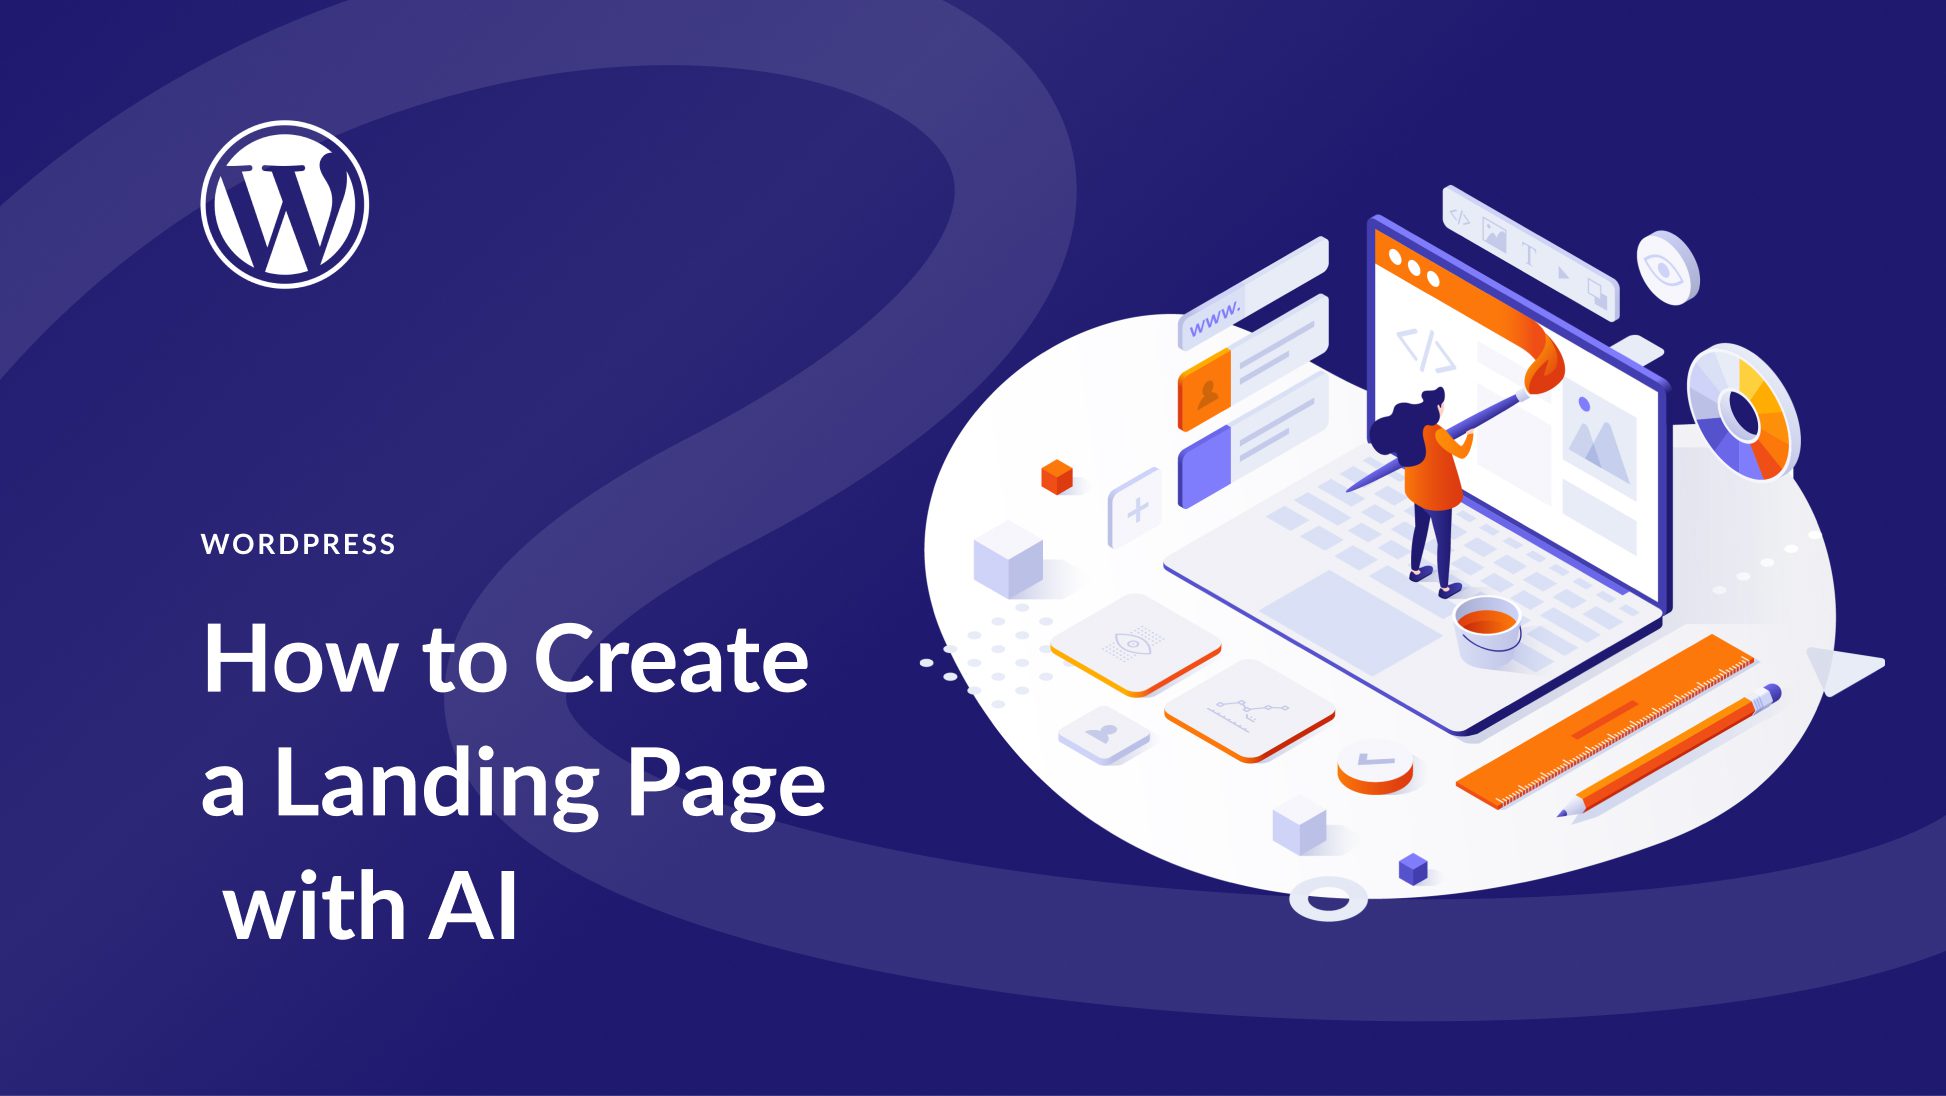 WORDPRESS
How to Create
a Landing Page
with AI
www.
</>
T
</>